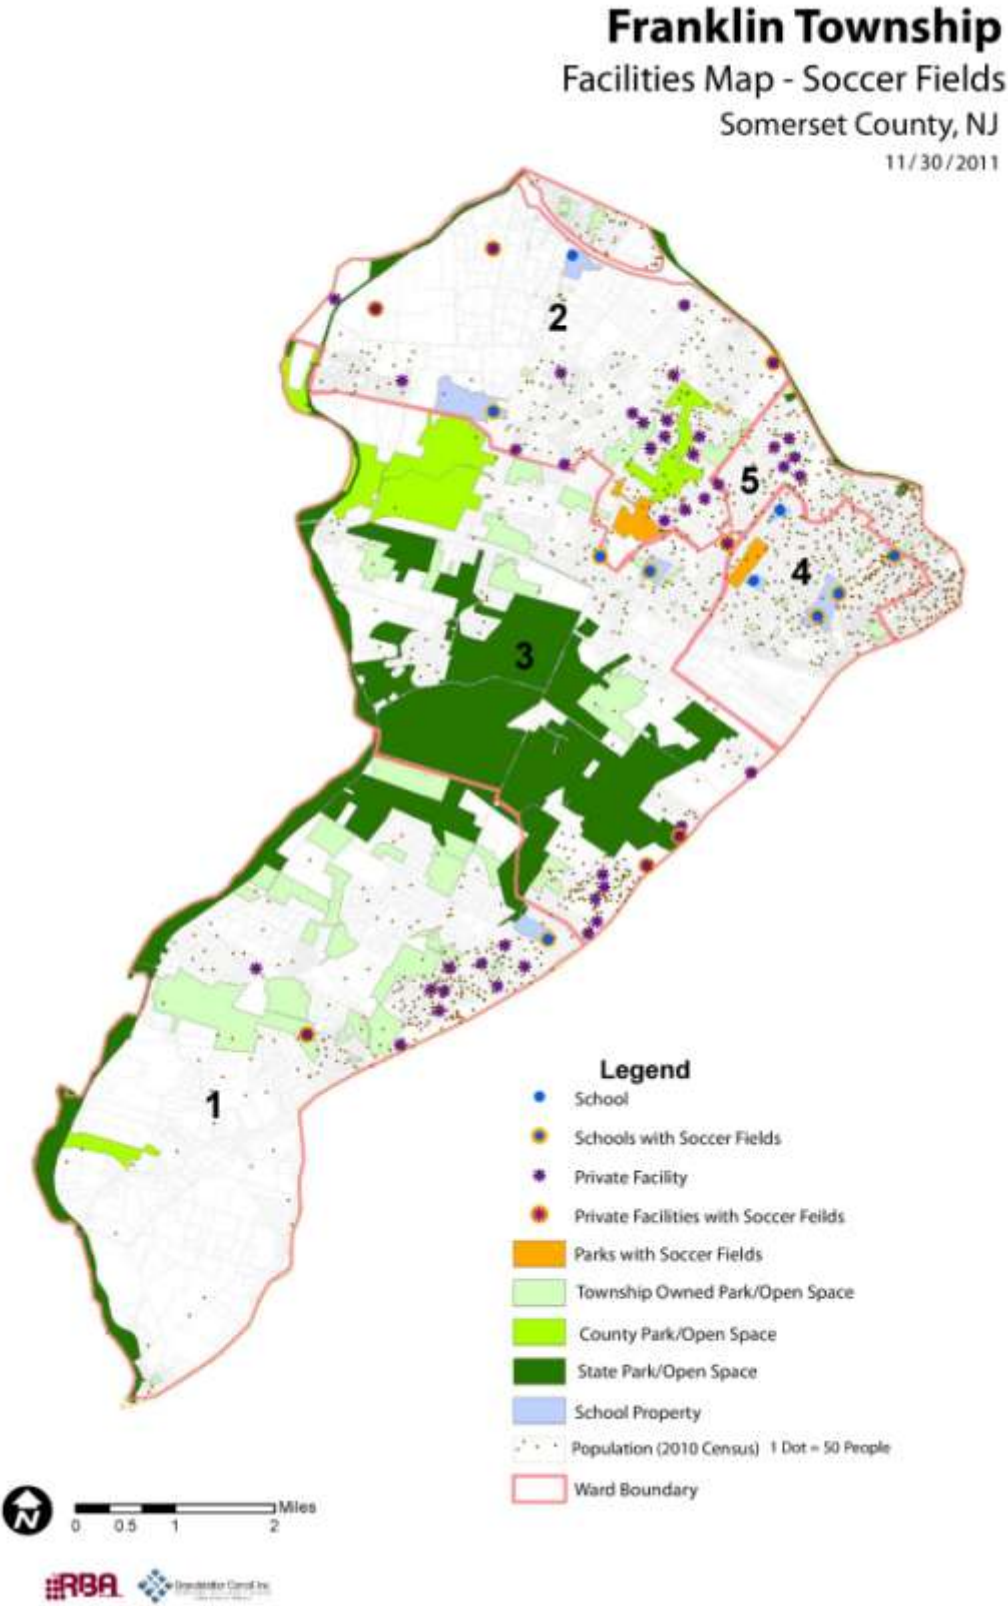 Franklin Township
Facilities Map - Soccer Fields
Somerset County, NJ
11/30/2011
2
5
4
3
1
Legend
School
Schools with Soccer Fields
Private Facility
Private Facilities with Soccer Feilds
Parks with Soccer Fields
Township Owned Park/Open Space
County Park/Open Space
State Park/Open Space
School Property
Population (2010 Census) 1 Dot = 50 People
Ward Boundary
N
Miles
0 0.5 1 2
RBA